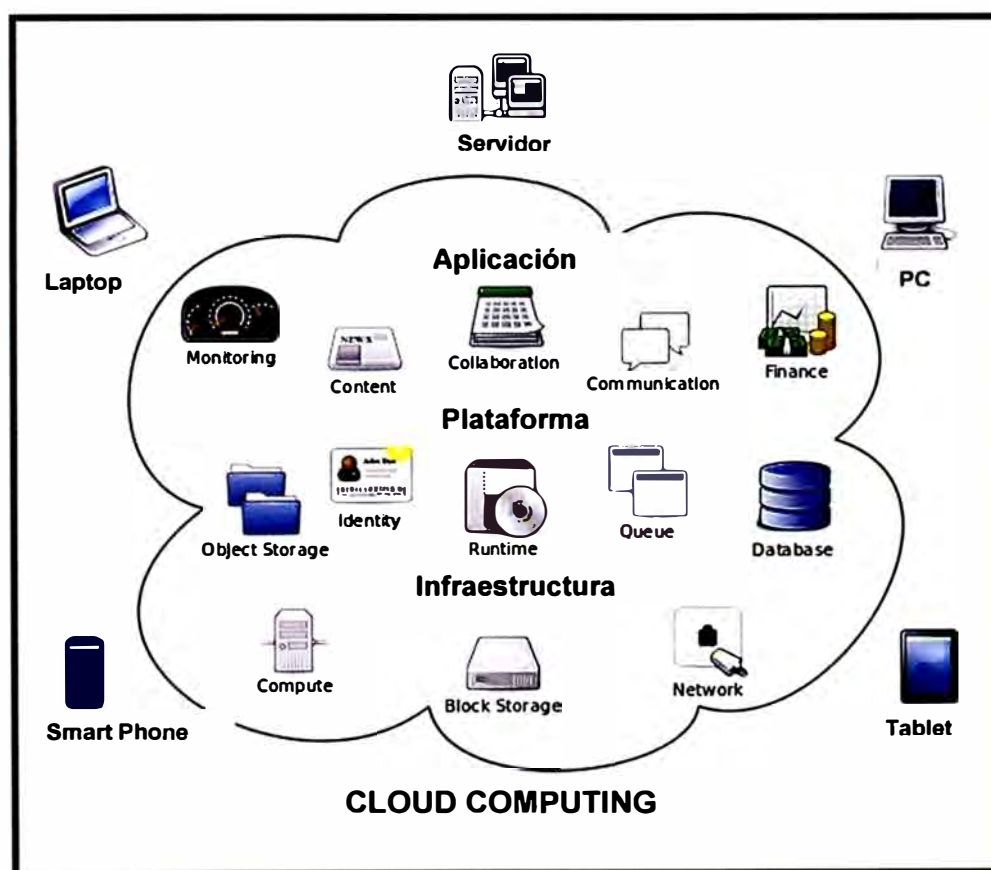 Servidor
Laptop
PC
Aplicación
Monitoring
Content
Collaboration
Communication
Finance
Plataforma
Object Storage
Identity
Runtime
Queue
Database
Infraestructura
Compute
Block Storage
Network
Smart Phone
Tablet
CLOUD COMPUTING